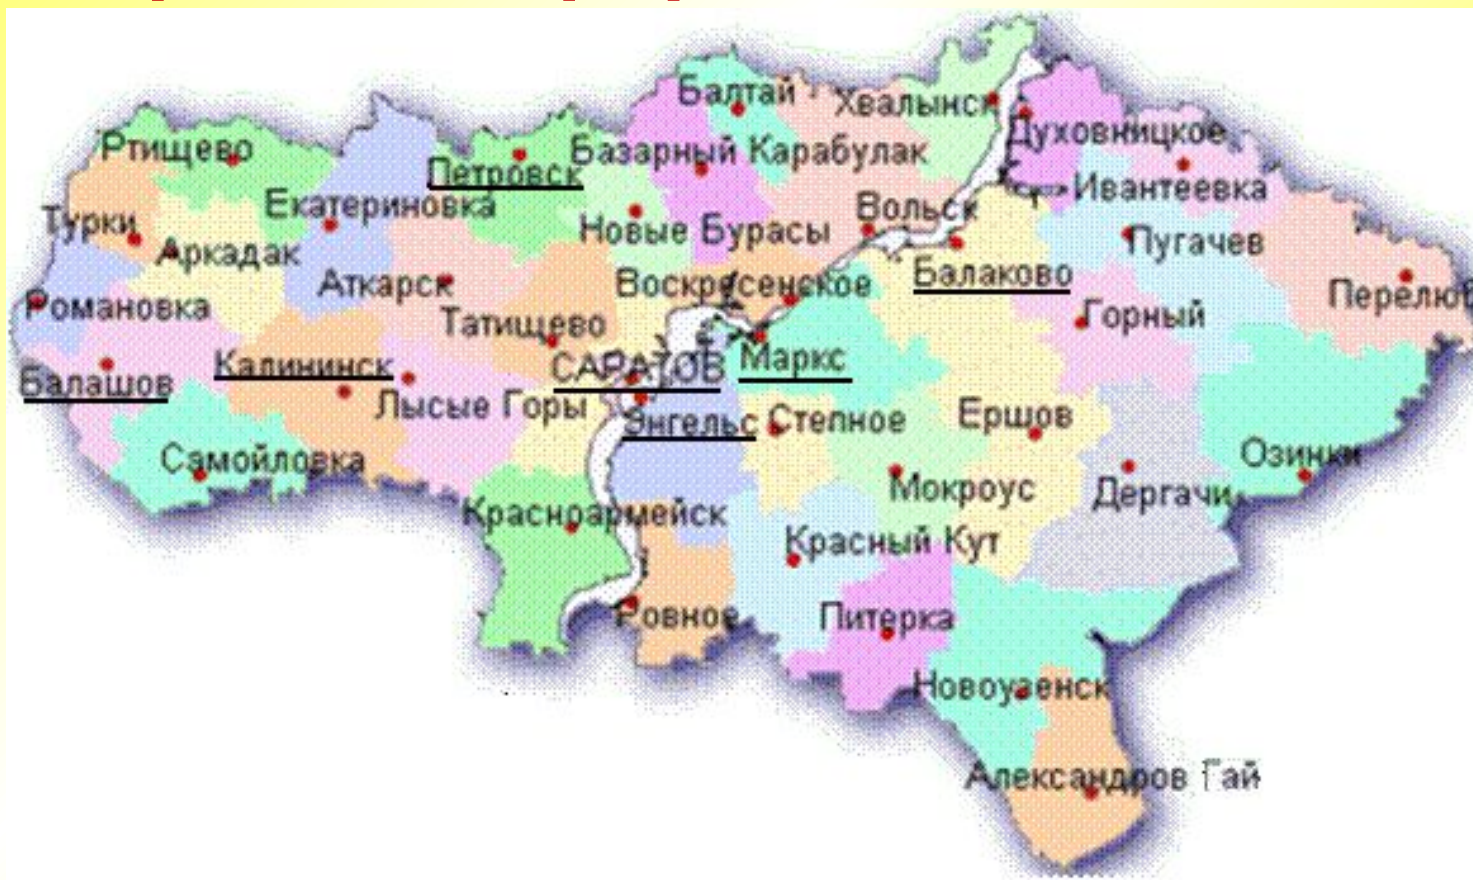 Балтай
Хвалынск
Духовницкое
Ртищево
Петровск
Базарный Карабулак
Ивантеевка
Екатериновка
Турки
Аркадак
Новые Бурасы
Вольск
Пугачев
Балаково
Аткарск
Воскресенское
Перелюб
Романовка
Татищево
Горный
Калининск
САРАТОВ
Маркс
Балашов
Лысые Горы
Энгельс
Степное
Ершов
Самойловка
Озинки
Мокроус
Дергачи
Красноармейск
Красный Кут
Ровное
Питерка
Новоузенск
Александров Гай